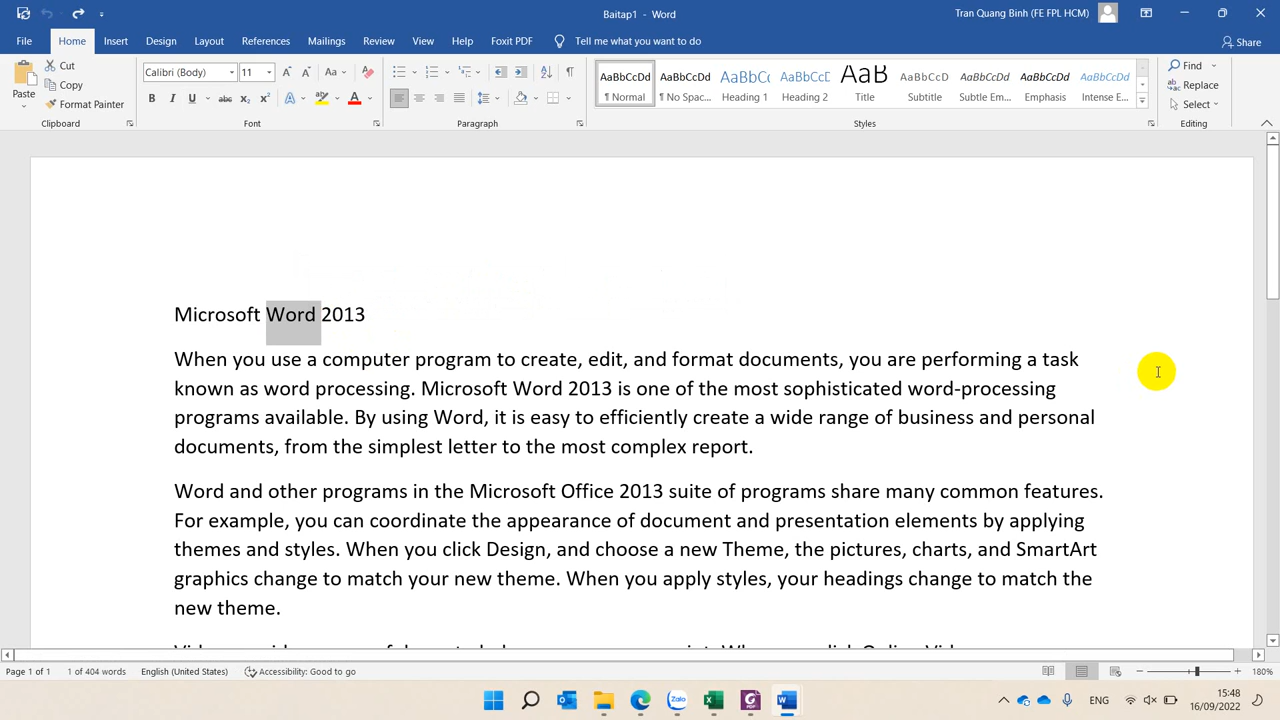 Baitap1 - Word
Tran Quang Binh (FE FPL HCM)
File Home Insert Design Layout References Mailings Review View Help Foxit PDF Tell me what you want to do Share
Paste
Cut
Copy
Format Painter
Calibri (Body) 11
AaBbCcDd AaBbCcDd AaBbCc AaBbCcD AaB AaBbCcDd AaBbCcDd AaBbCcDd AaBbCcDd
¶ Normal ¶ No Spac... Heading 1 Heading 2 Title Subtitle Subtle Em... Emphasis Intense E...
Find
Replace
Select
Clipboard Font Paragraph Styles Editing
Microsoft Word 2013
When you use a computer program to create, edit, and format documents, you are performing a task
known as word processing. Microsoft Word 2013 is one of the most sophisticated word-processing
programs available. By using Word, it is easy to efficiently create a wide range of business and personal
documents, from the simplest letter to the most complex report.
Word and other programs in the Microsoft Office 2013 suite of programs share many common features.
For example, you can coordinate the appearance of document and presentation elements by applying
themes and styles. When you click Design, and choose a new Theme, the pictures, charts, and SmartArt
graphics change to match your new theme. When you apply styles, your headings change to match the
new theme.
Page 1 of 1 1 of 404 words English (United States) Accessibility: Good to go 180%
Zalo
ENG
15:48
16/09/2022